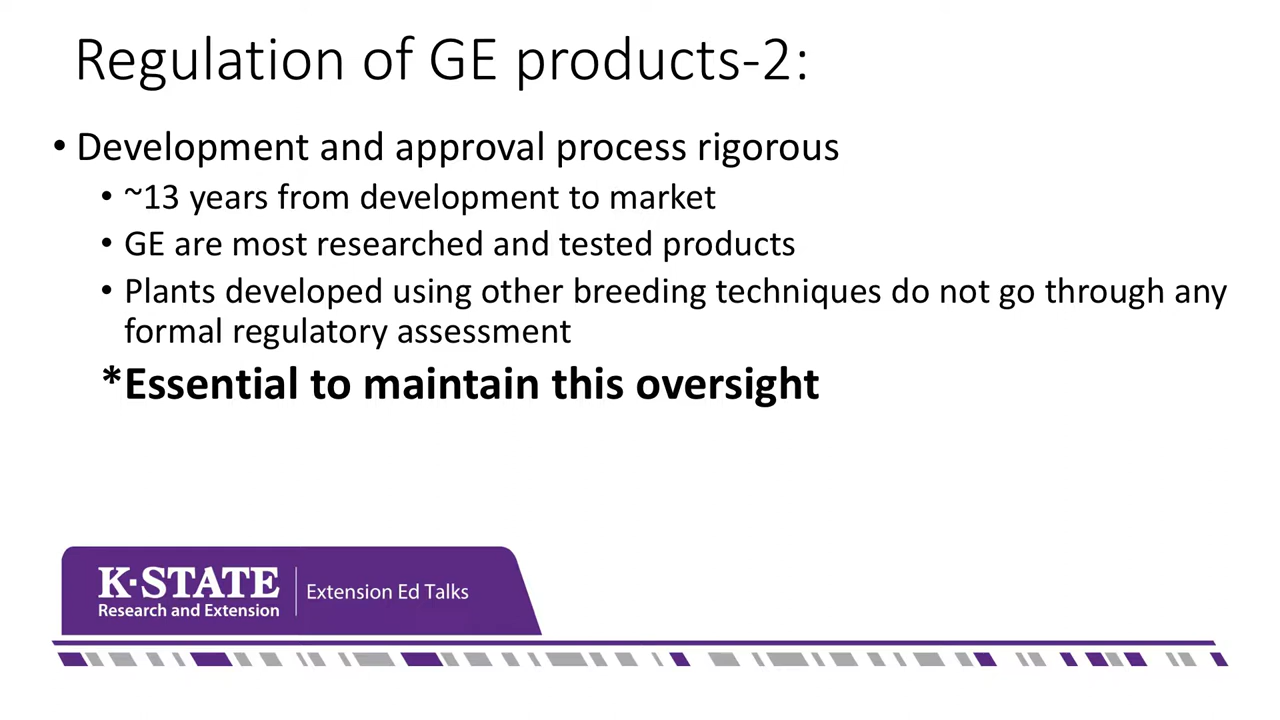 Regulation of GE products-2:
• Development and approval process rigorous
• ~13 years from development to market
• GE are most researched and tested products
• Plants developed using other breeding techniques do not go through any
formal regulatory assessment
*Essential to maintain this oversight
K·STATE
Research and Extension
Extension Ed Talks